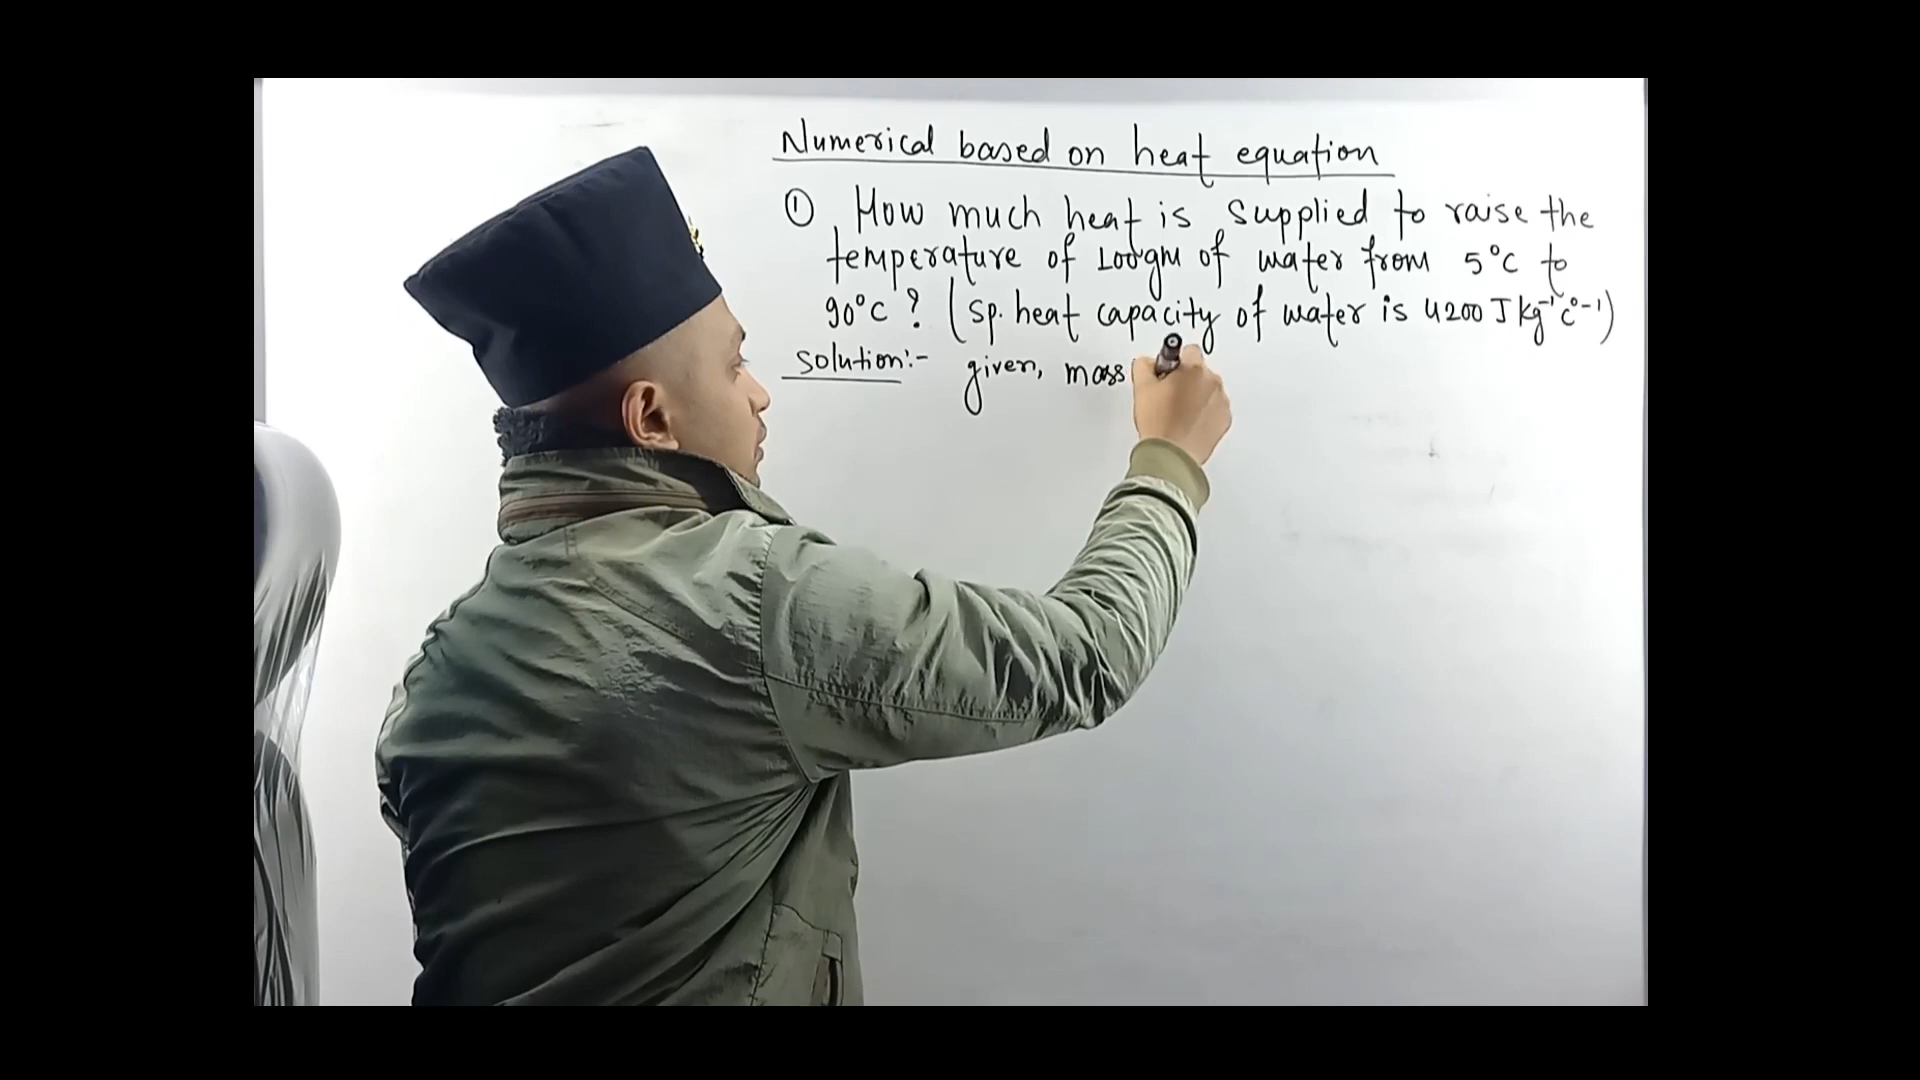 Numerical based on heat equation
① How much heat is supplied to raise the
temperature of 100gm of water from 5°C to
90°C ? (sp. heat capacity of water is 4200 J kg⁻¹ c°⁻¹)
Solution:- given, mass